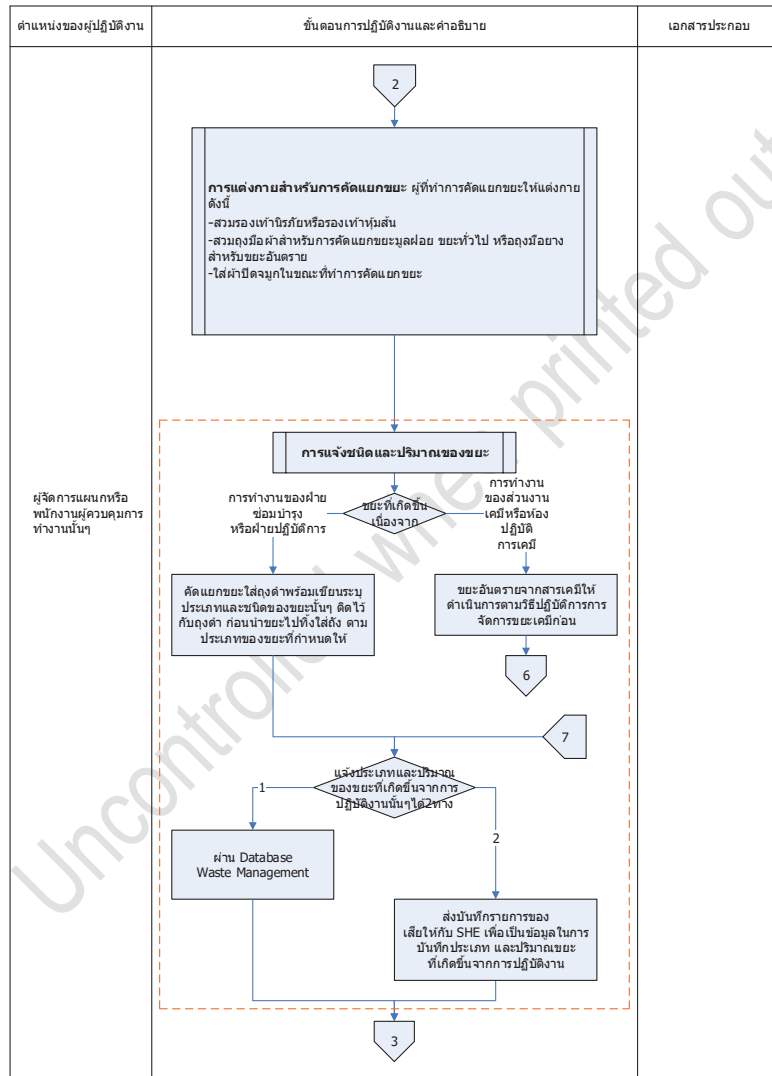 ตำแหน่งของผู้ปฏิบัติงาน
ขั้นตอนการปฏิบัติงานและคำอธิบาย
เอกสารประกอบ
2
การแต่งกายสำหรับการคัดแยกขยะ ผู้ที่ทำการคัดแยกขยะให้แต่งกาย
ดังนี้
-สวมรองเท้านิรภัยหรือรองเท้าหุ้มส้น
-สวมถุงมือผ้าสำหรับการคัดแยกขยะมูลฝอย ขยะทั่วไป หรือถุงมือยาง
สำหรับขยะอันตราย
-ใส่ผ้าปิดจมูกในขณะที่ทำการคัดแยกขยะ
การแจ้งชนิดและปริมาณของขยะ
ผู้จัดการแผนกหรือ
พนักงานผู้ควบคุมการ
ทำงานนั้นๆ
การทำงานของฝ่าย
ซ่อมบำรุง
หรือฝ่ายปฏิบัติการ
ขยะที่เกิดขึ้น
เนื่องจาก
การทำงาน
ของส่วนงาน
เคมีหรือห้อง
ปฏิบัติ
การเคมี
คัดแยกขยะใส่ถุงดำพร้อมเขียนระบุ
ประเภทและชนิดของขยะนั้นๆ ติดไว้
กับถุงดำ ก่อนนำขยะไปทิ้งใส่ถัง ตาม
ประเภทของขยะที่กำหนดให้
ขยะอันตรายจากสารเคมีให้
ดำเนินการตามวิธีปฏิบัติการการ
จัดการขยะเคมีก่อน
6
7
แจ้งประเภทและปริมาณ
ของขยะที่เกิดขึ้นจากการ
ปฏิบัติงานนั้นๆได้2ทาง
1
2
ผ่าน Database
Waste Management
ส่งบันทึกรายการของ
เสียให้กับ SHE เพื่อเป็นข้อมูลในการ
บันทึกประเภท และปริมาณขยะ
ที่เกิดขึ้นจากการปฏิบัติงาน
3
Uncontrolled when printed out